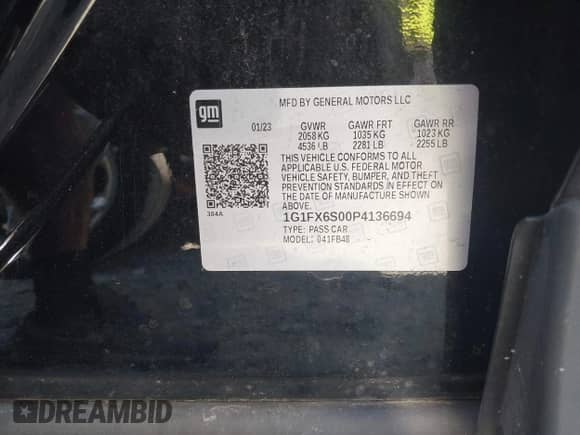 gm
MFD BY GENERAL MOTORS LLC
01/23 GVWR GAWR FRT GAWR RR
2058 KG 1035 KG 1023 KG
4536 LB 2281 LB 2255 LB
THIS VEHICLE CONFORMS TO ALL
APPLICABLE U.S. FEDERAL MOTOR
VEHICLE SAFETY, BUMPER, AND THEFT
PREVENTION STANDARDS IN EFFECT ON
THE DATE OF MANUFACTURE SHOWN
ABOVE.
384A
1G1FX6S00P4136694
TYPE: PASS CAR
MODEL: 041FB48
DREAMBID